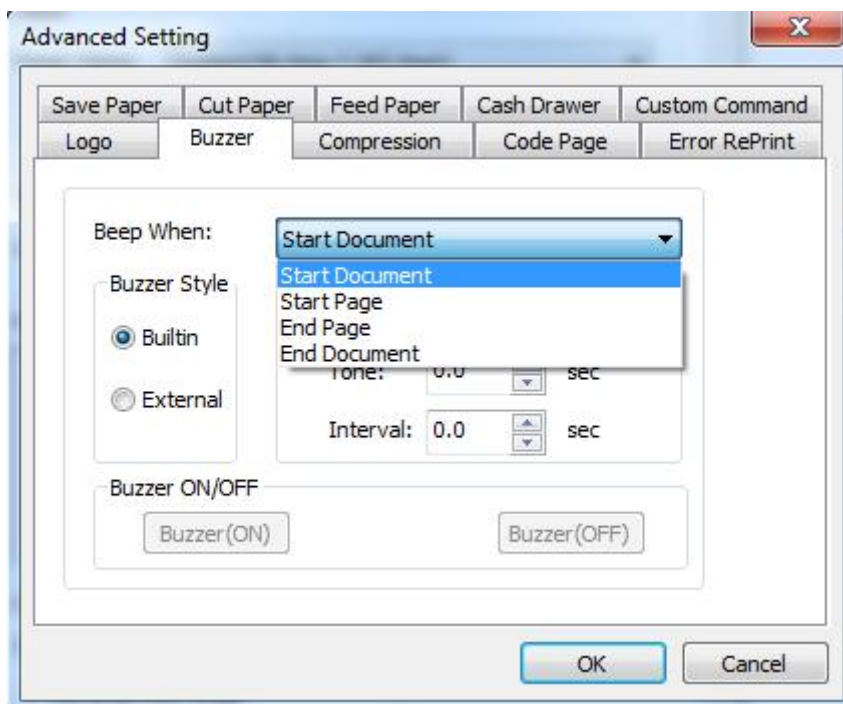 Advanced Setting
Save Paper Cut Paper Feed Paper Cash Drawer Custom Command
Logo Buzzer Compression Code Page Error RePrint
Beep When: Start Document
Start Document
Buzzer Style
Start Page
End Page
Builtin
End Document
Tone: 0.0 sec
External
Interval: 0.0 sec
Buzzer ON/OFF
Buzzer(ON) Buzzer(OFF)
OK Cancel